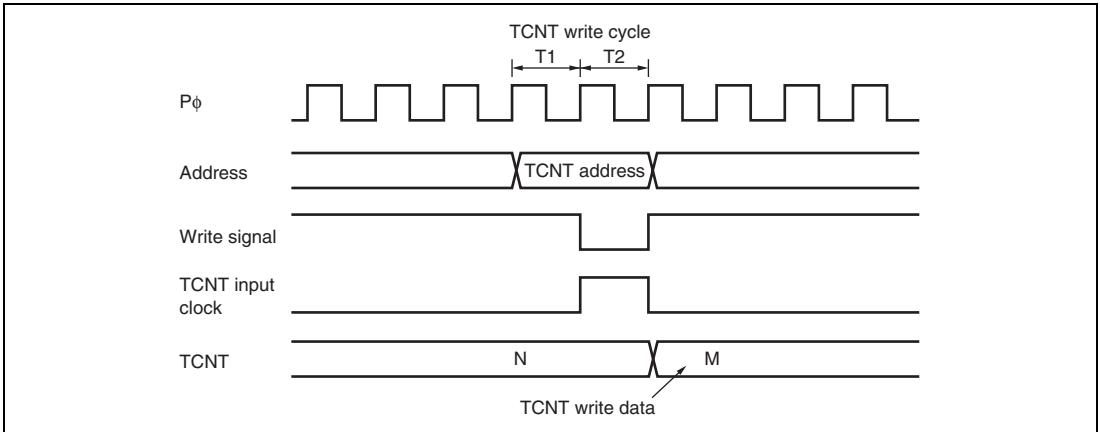 TCNT write cycle
T1 T2
Pϕ
Address
TCNT address
Write signal
TCNT input
clock
TCNT
N
M
TCNT write data